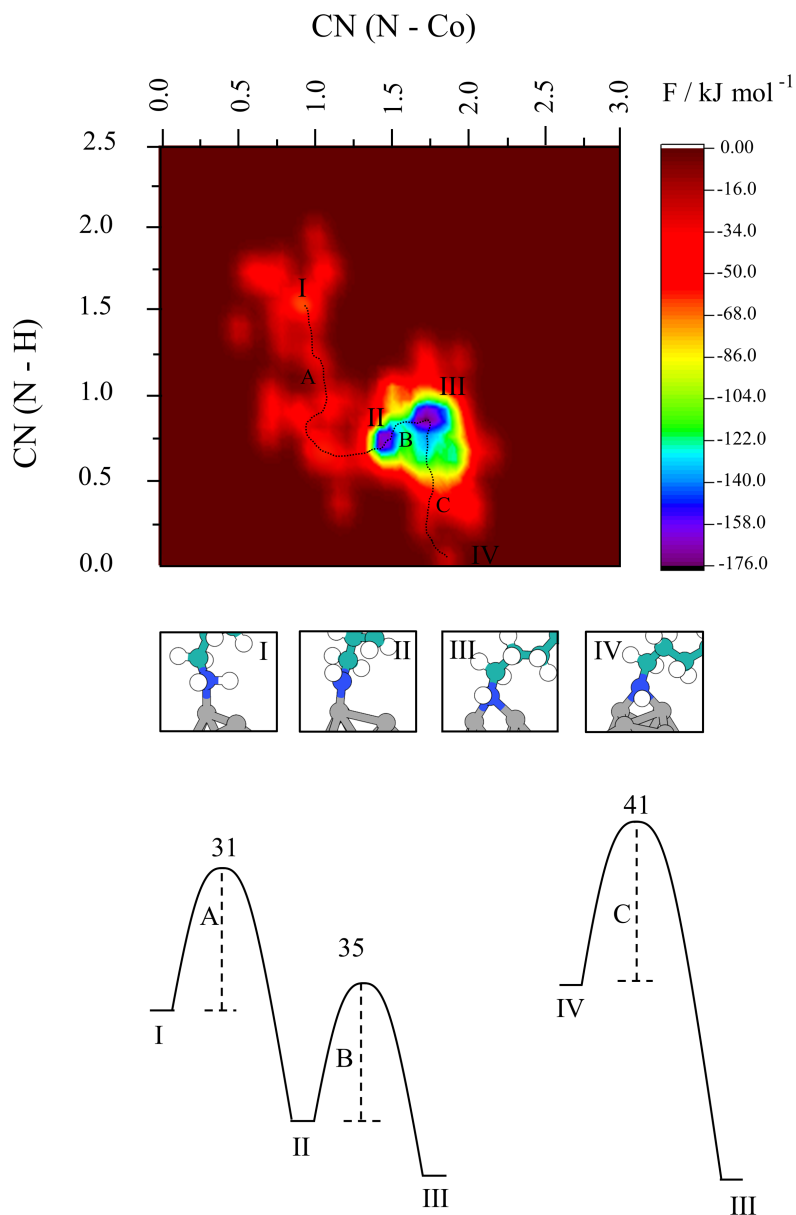 CN (N - Co)
0.0 0.5 1.0 1.5 2.0 2.5 3.0
F / kJ mol -1
CN (N - H)
2.5
2.0
1.5
1.0
0.5
0.0
I
A
II
B
III
C
IV
0.00
-16.0
-34.0
-50.0
-68.0
-86.0
-104.0
-122.0
-140.0
-158.0
-176.0
I II III IV
31
A
I
II
35
B
III
41
C
IV
III